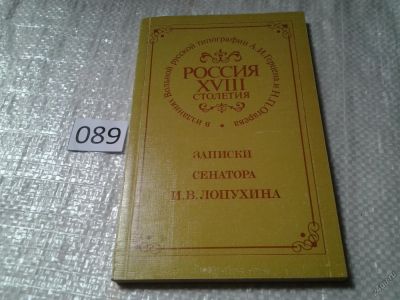 в изданиях Вольной русской типографии А.И.Герцена и Н.П.Огарева
РОССИЯ
XVIII
СТОЛЕТИЯ
ЗАПИСКИ
СЕНАТОРА
И.В.ЛОПУХИНА
089